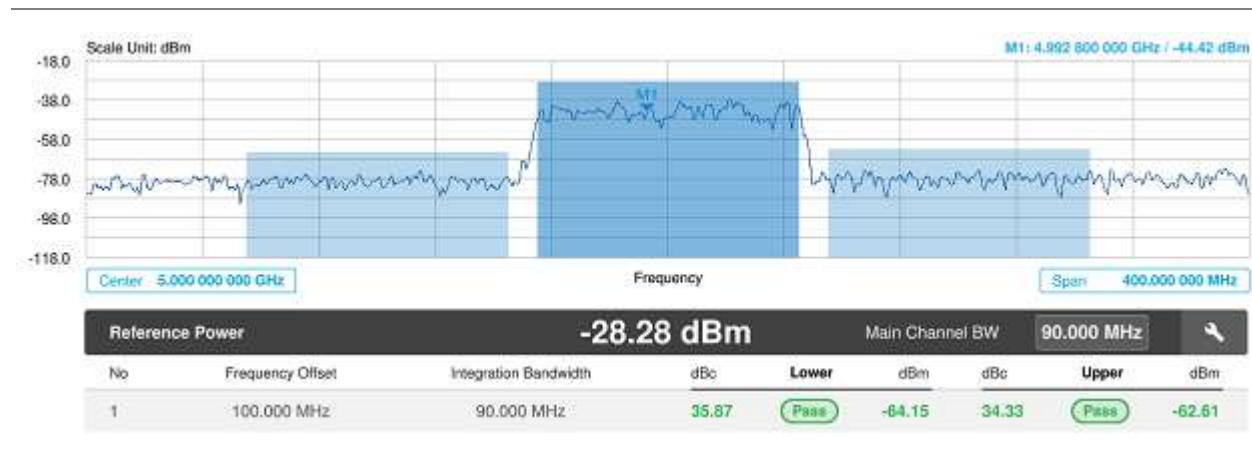 Scale Unit: dBm M1: 4.992 800 000 GHz / -44.42 dBm
-18.0
-38.0
M1
-58.0
-78.0
-98.0
-118.0
Center 5.000 000 000 GHz Frequency Span 400.000 000 MHz
Reference Power -28.28 dBm Main Channel BW 90.000 MHz
No Frequency Offset Integration Bandwidth dBc Lower dBm dBc Upper dBm
1 100.000 MHz 90.000 MHz 35.87 Pass -64.15 34.33 Pass -62.61